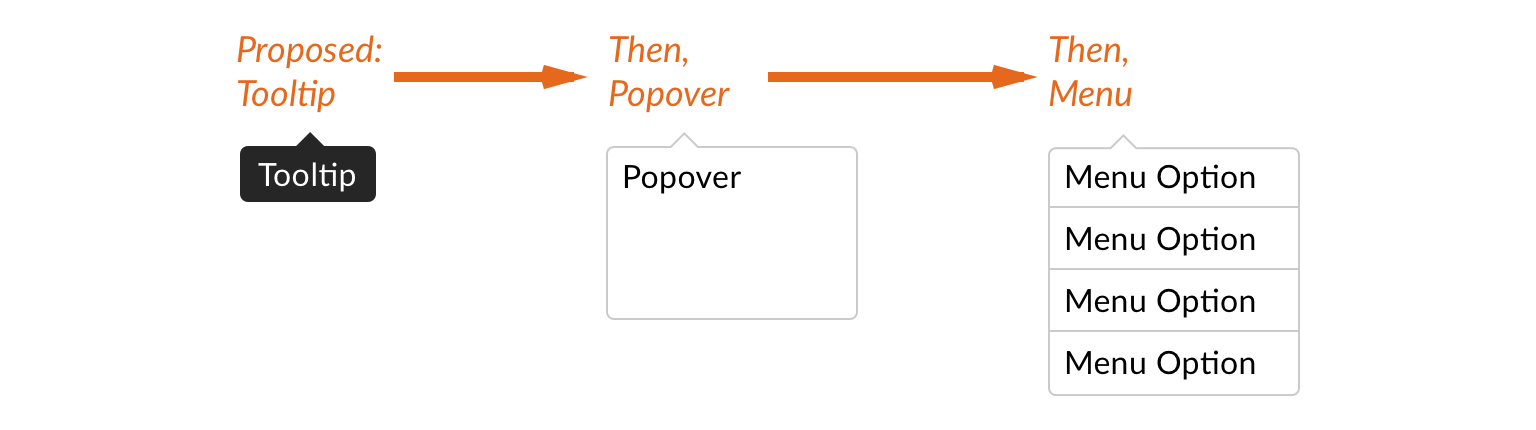 Proposed:
Tooltip
Then,
Popover
Then,
Menu
Tooltip
Popover
Menu Option
Menu Option
Menu Option
Menu Option